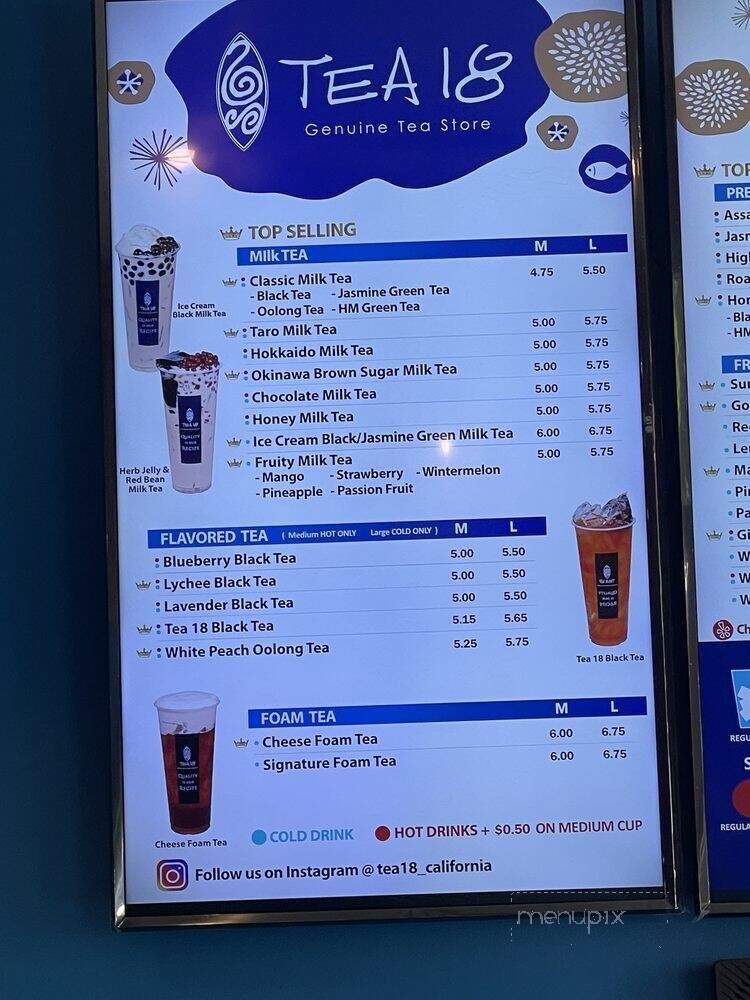 TEA 18
Genuine Tea Store
TOP SELLING
Milk TEA M L
Classic Milk Tea 4.75 5.50
- Black Tea - Jasmine Green Tea
- Oolong Tea - HM Green Tea
Taro Milk Tea 5.00 5.75
Hokkaido Milk Tea 5.00 5.75
Okinawa Brown Sugar Milk Tea 5.00 5.75
Chocolate Milk Tea 5.00 5.75
Honey Milk Tea 5.00 5.75
Ice Cream Black/Jasmine Green Milk Tea 6.00 6.75
Fruity Milk Tea 5.00 5.75
- Mango - Strawberry - Wintermelon
- Pineapple - Passion Fruit
Ice Cream
Black Milk Tea
Herb Jelly &
Red Bean
Milk Tea
FLAVORED TEA ( Medium HOT ONLY Large COLD ONLY ) M L
Blueberry Black Tea 5.00 5.50
Lychee Black Tea 5.00 5.50
Lavender Black Tea 5.00 5.50
Tea 18 Black Tea 5.15 5.65
White Peach Oolong Tea 5.25 5.75
Tea 18 Black Tea
FOAM TEA M L
Cheese Foam Tea 6.00 6.75
Signature Foam Tea 6.00 6.75
Cheese Foam Tea
COLD DRINK HOT DRINKS + $0.50 ON MEDIUM CUP
Follow us on Instagram @ tea18_california
menupix